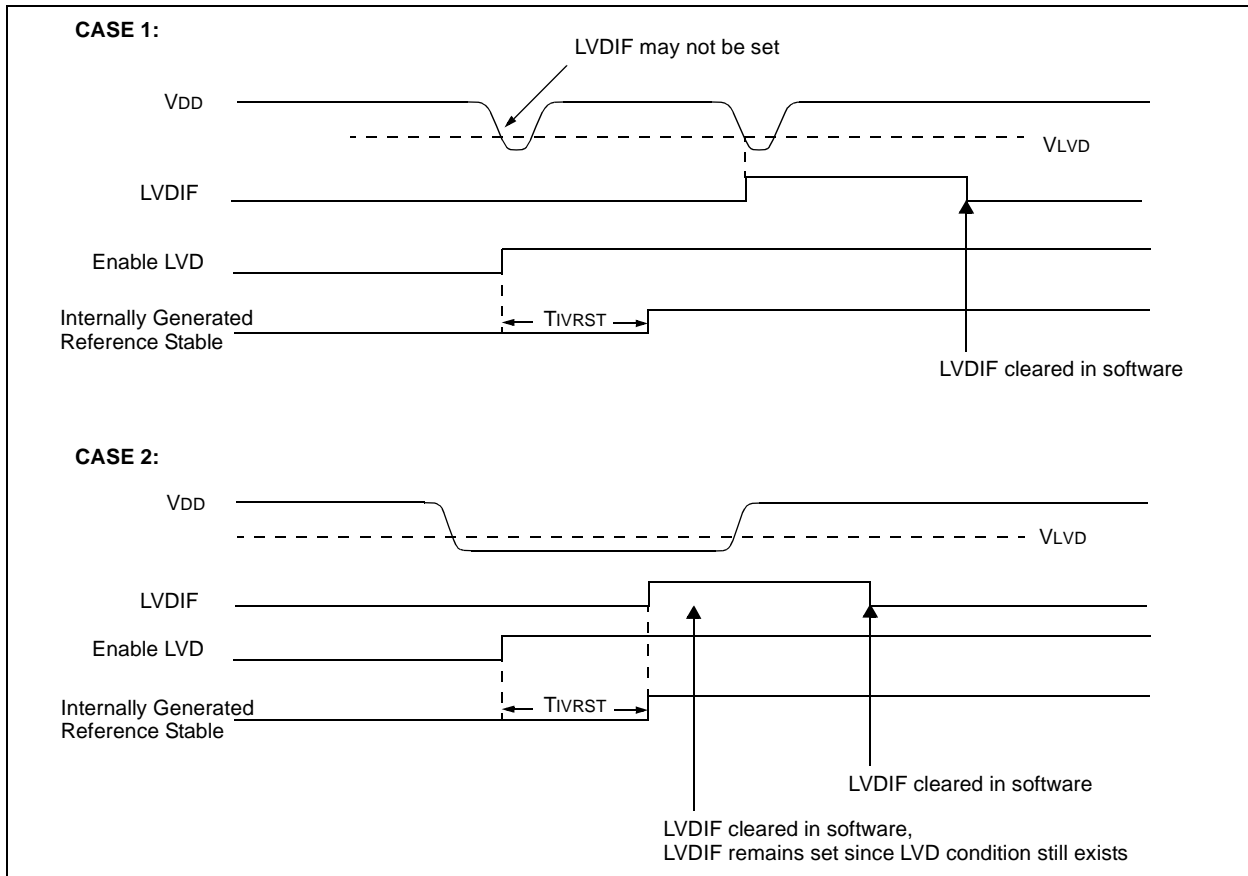 CASE 1:
LVDIF may not be set
VDD
VLVD
LVDIF
Enable LVD
TIVRST
Internally Generated
Reference Stable
LVDIF cleared in software
CASE 2:
VDD
VLVD
LVDIF
Enable LVD
TIVRST
Internally Generated
Reference Stable
LVDIF cleared in software
LVDIF cleared in software,
LVDIF remains set since LVD condition still exists